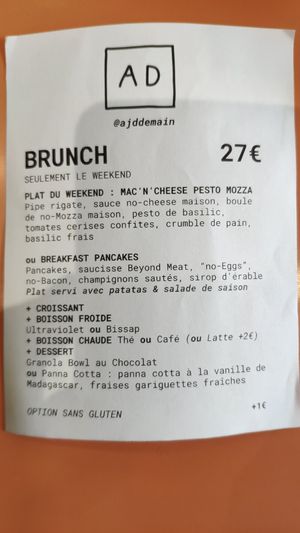 AD
@ajddemain
BRUNCH 27€
SEULEMENT LE WEEKEND
PLAT DU WEEKEND : MAC'N'CHEESE PESTO MOZZA
Pipe rigate, sauce no-cheese maison, boule
de no-Mozza maison, pesto de basilic,
tomates cerises confites, crumble de pain,
basilic frais
ou BREAKFAST PANCAKES
Pancakes, saucisse Beyond Meat, "no-Eggs",
no-Bacon, champignons sautés, sirop d'érable
Plat servi avec patatas & salade de saison
+ CROISSANT
+ BOISSON FROIDE
Ultraviolet ou Bissap
+ BOISSON CHAUDE Thé ou Café (ou Latte +2€)
+ DESSERT
Granola Bowl au Chocolat
ou Panna Cotta : panna cotta à la vanille de
Madagascar, fraises gariguettes fraîches
OPTION SANS GLUTEN +1€